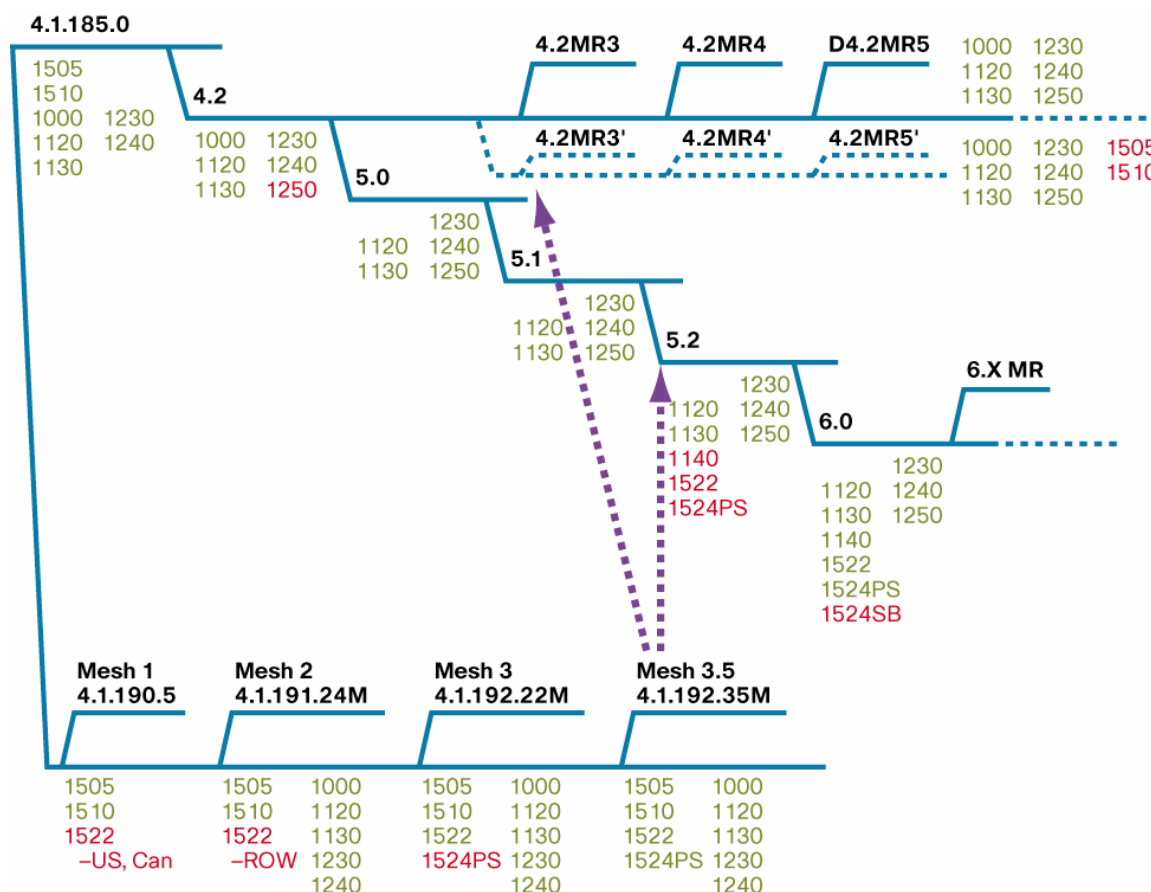 4.1.185.0
1505
1510
1000 1230
1120 1240
1130
4.2
1000 1230
1120 1240
1130 1250
4.2MR3 4.2MR4 D4.2MR5
1000 1230
1120 1240
1130 1250
4.2MR3' 4.2MR4' 4.2MR5'
1000 1230 1505
1120 1240 1510
1130 1250
5.0
1230
1120 1240
1130 1250
5.1
1230
1120 1240
1130 1250
5.2
1230
1120 1240
1130 1250
1140
1522
1524PS
6.X MR
6.0
1230
1120 1240
1130 1250
1140
1522
1524PS
1524SB
Mesh 1
4.1.190.5
1505
1510
1522
–US, Can
Mesh 2
4.1.191.24M
1505 1000
1510 1120
1522 1130
–ROW 1230
1240
Mesh 3
4.1.192.22M
1505 1000
1510 1120
1522 1130
1524PS 1230
1240
Mesh 3.5
4.1.192.35M
1505 1000
1510 1120
1522 1130
1524PS 1230
1240